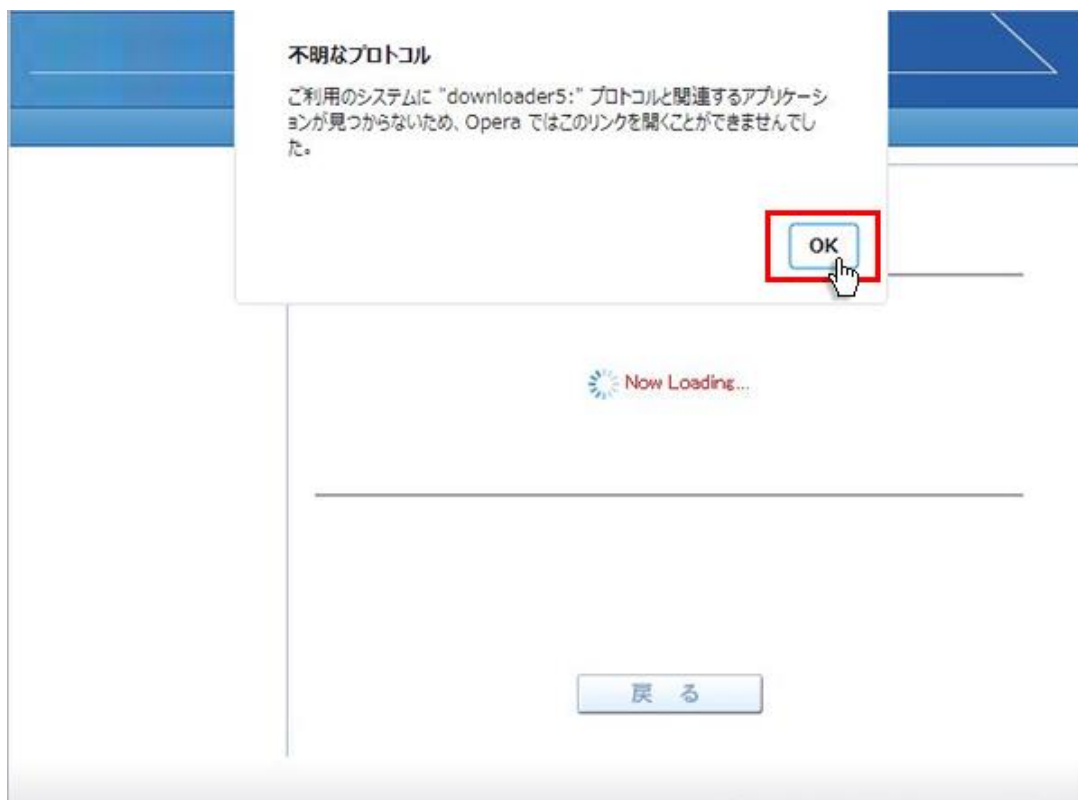 不明なプロトコル
ご利用のシステムに "downloader5:" プロトコルと関連するアプリケーシ
ョンが見つからないため、Opera ではこのリンクを開くことができませんでし
た。
OK
Now Loading...
戻 る